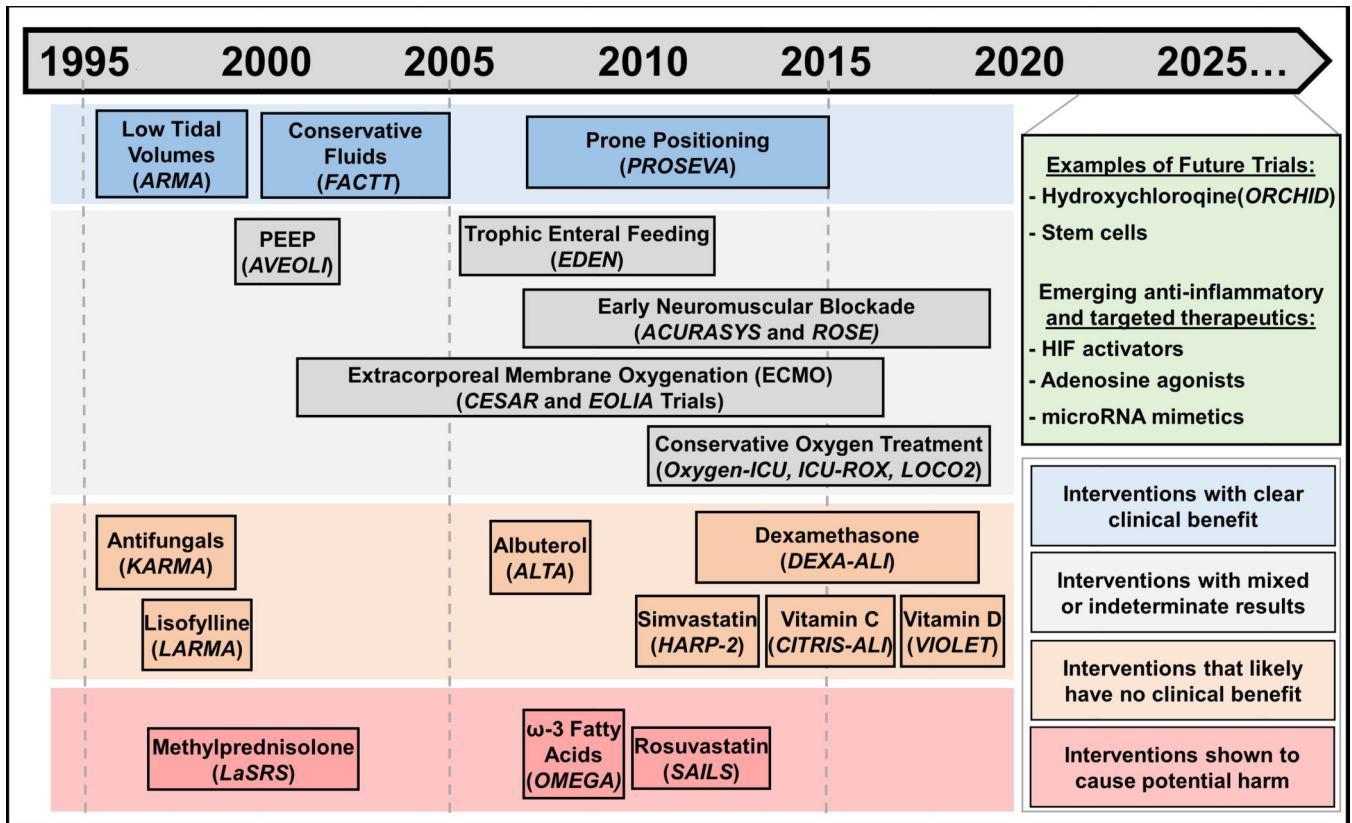 1995 2000 2005 2010 2015 2020 2025...
Low Tidal
Volumes
(ARMA)
Conservative
Fluids
(FACTT)
Prone Positioning
(PROSEVA)
PEEP
(AVEOLI)
Trophic Enteral Feeding
(EDEN)
Early Neuromuscular Blockade
(ACURASYS and ROSE)
Extracorporeal Membrane Oxygenation (ECMO)
(CESAR and EOLIA Trials)
Conservative Oxygen Treatment
(Oxygen-ICU, ICU-ROX, LOCO2)
Antifungals
(KARMA)
Lisofylline
(LARMA)
Albuterol
(ALTA)
Dexamethasone
(DEXA-ALI)
Simvastatin
(HARP-2)
Vitamin C
(CITRIS-ALI)
Vitamin D
(VIOLET)
Methylprednisolone
(LaSRS)
ω-3 Fatty
Acids
(OMEGA)
Rosuvastatin
(SAILS)
Examples of Future Trials:
- Hydroxychloroqine(ORCHID)
- Stem cells
Emerging anti-inflammatory
and targeted therapeutics:
- HIF activators
- Adenosine agonists
- microRNA mimetics
Interventions with clear
clinical benefit
Interventions with mixed
or indeterminate results
Interventions that likely
have no clinical benefit
Interventions shown to
cause potential harm